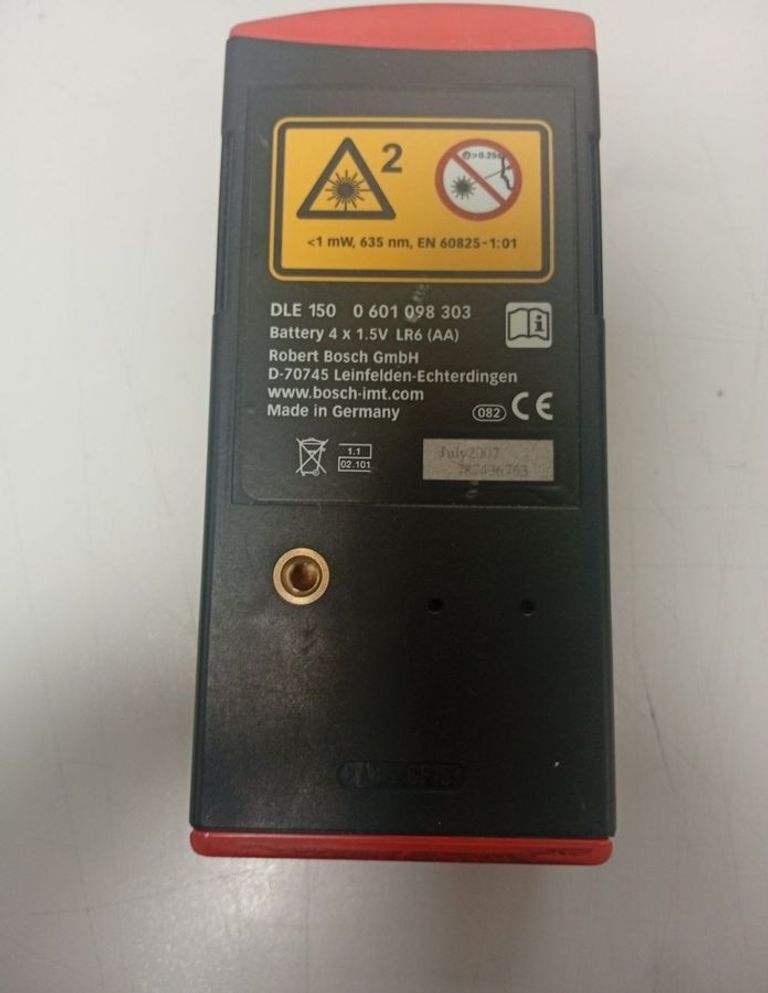 2
<1 mW, 635 nm, EN 60825-1:01
DLE 150 0 601 098 303
Battery 4 x 1.5V LR6 (AA)
Robert Bosch GmbH
D-70745 Leinfelden-Echterdingen
www.bosch-imt.com
Made in Germany
082 CE
1.1
02.101
July2007
787436763